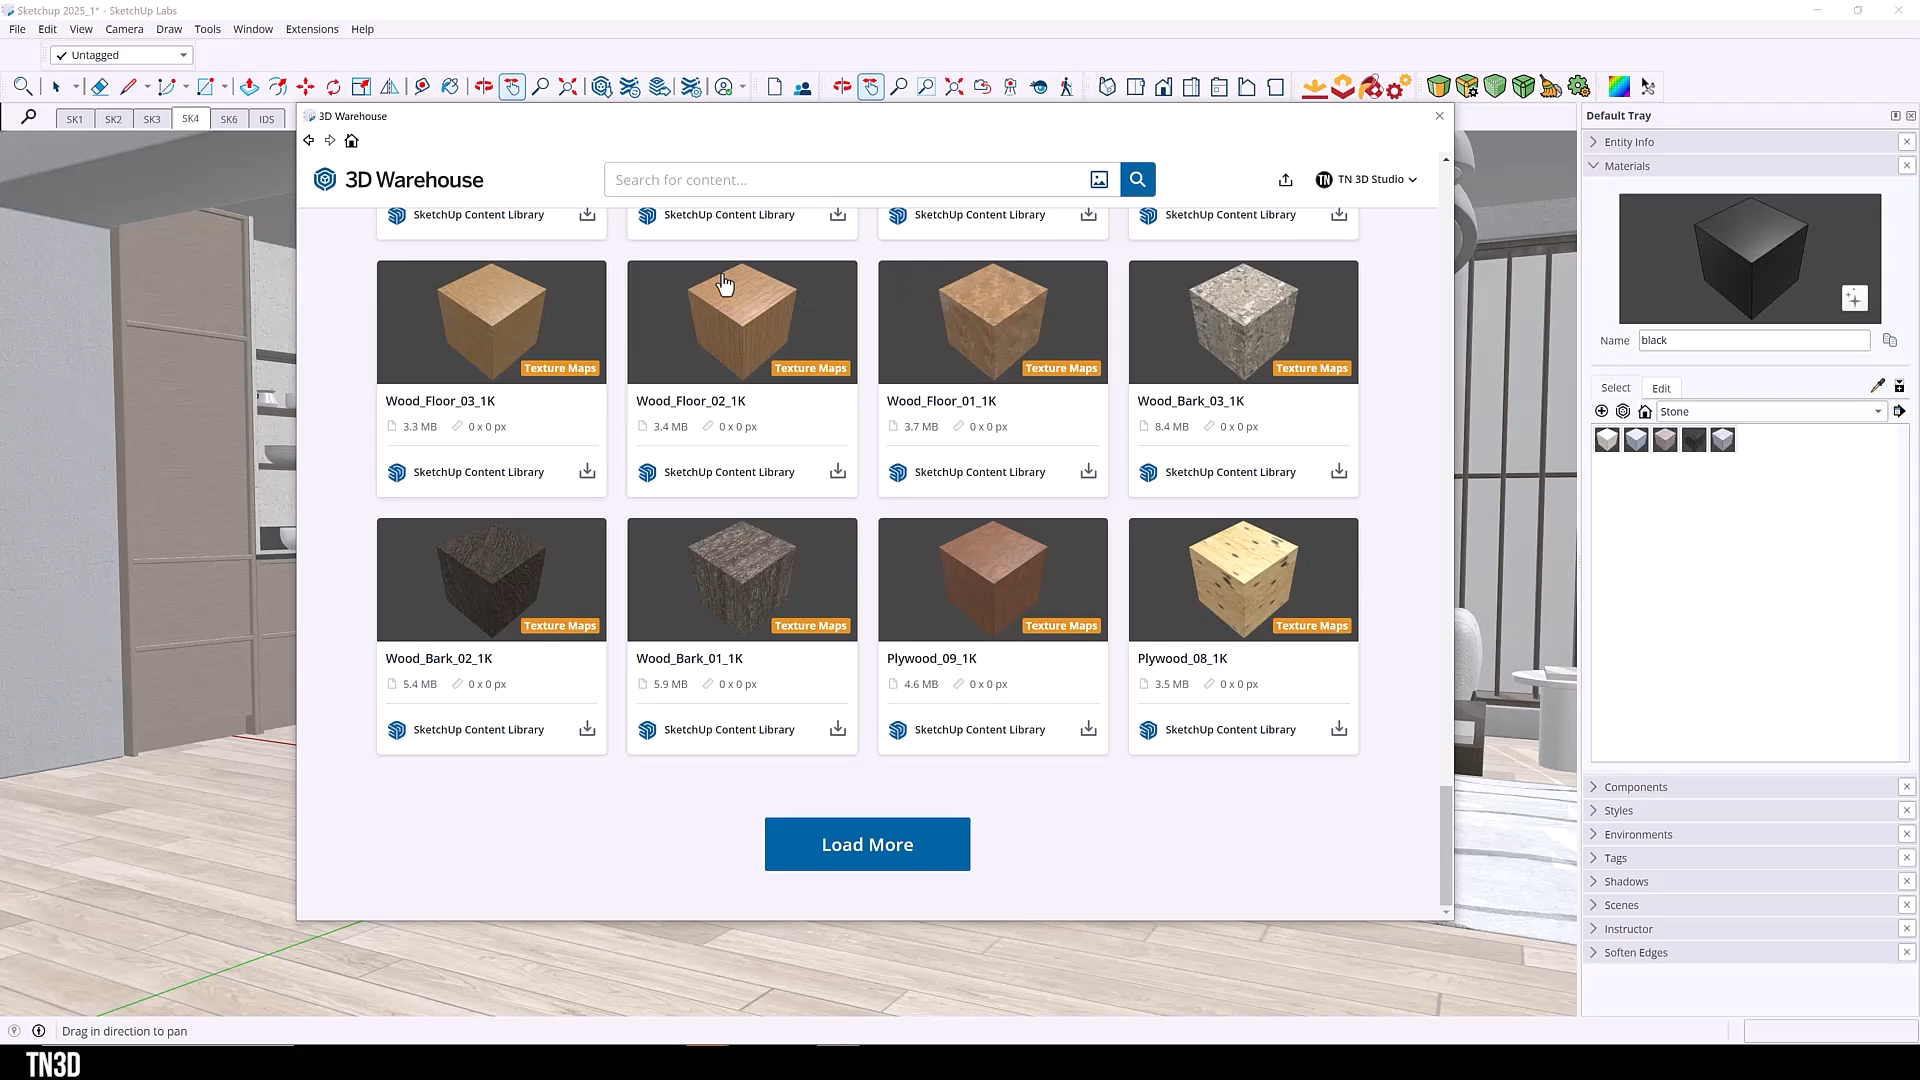 Sketchup 2025_1* - SketchUp Labs
File Edit View Camera Draw Tools Window Extensions Help
Untagged
SK1 SK2 SK3 SK4 SK6 IDS
3D Warehouse
3D Warehouse
Search for content...
TN TN 3D Studio
SketchUp Content Library SketchUp Content Library SketchUp Content Library SketchUp Content Library
Texture Maps Texture Maps Texture Maps Texture Maps
Wood_Floor_03_1K Wood_Floor_02_1K Wood_Floor_01_1K Wood_Bark_03_1K
3.3 MB 0 x 0 px 3.4 MB 0 x 0 px 3.7 MB 0 x 0 px 8.4 MB 0 x 0 px
SketchUp Content Library SketchUp Content Library SketchUp Content Library SketchUp Content Library
Texture Maps Texture Maps Texture Maps Texture Maps
Wood_Bark_02_1K Wood_Bark_01_1K Plywood_09_1K Plywood_08_1K
5.4 MB 0 x 0 px 5.9 MB 0 x 0 px 4.6 MB 0 x 0 px 3.5 MB 0 x 0 px
SketchUp Content Library SketchUp Content Library SketchUp Content Library SketchUp Content Library
Load More
Default Tray
Entity Info
Materials
Name black
Select Edit
Stone
Components
Styles
Environments
Tags
Shadows
Scenes
Instructor
Soften Edges
Drag in direction to pan
TN3D